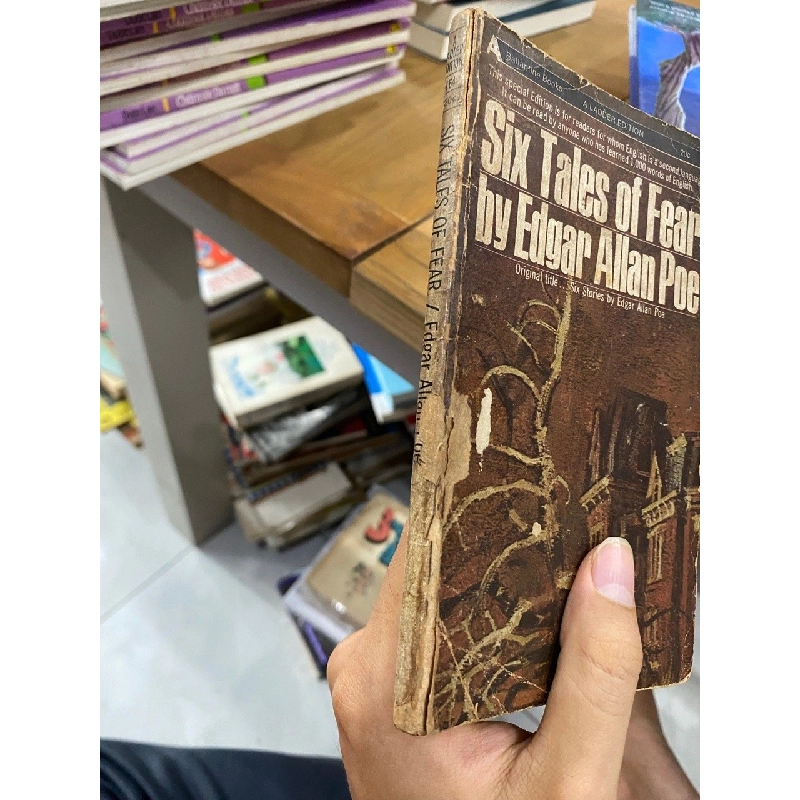 A Ballantine Books A LADDER EDITION
This special Edition is for readers for whom English is a second language.
It can be read by anyone who has learned 1,000 words of English.
Six Tales of Fear
by Edgar Allan Poe
Original title ... Six Stories by Edgar Allan Poe
SIX TALES OF FEAR / Edgar Allan Poe